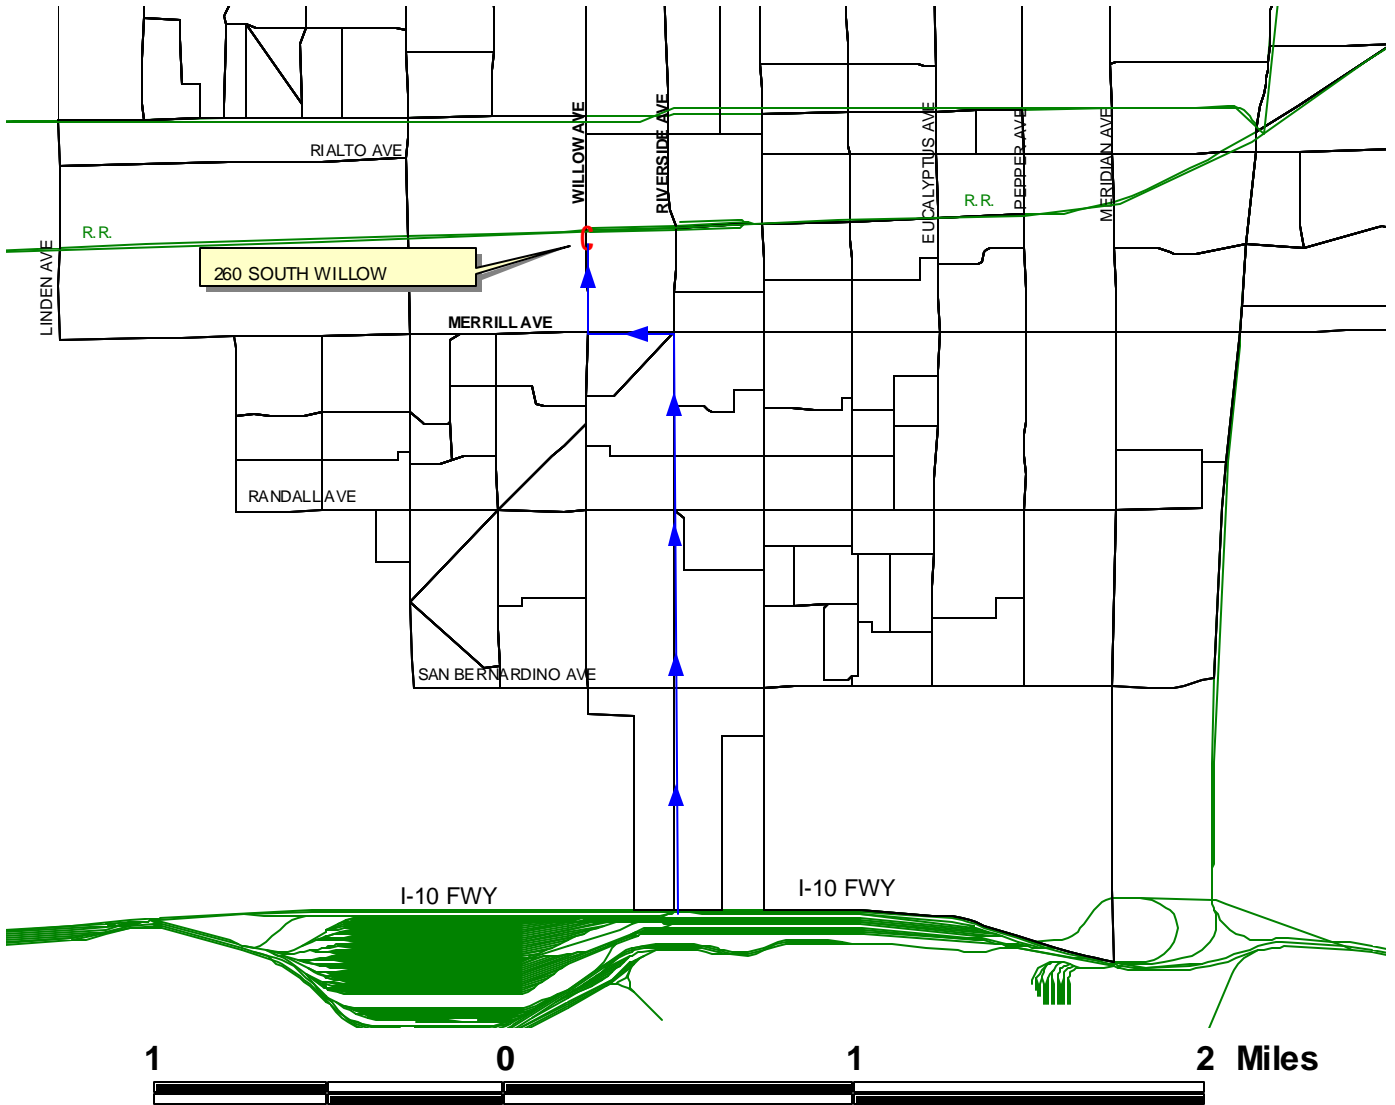 WILLOW AVE
RIVERSIDE AVE
EUCALYPTUS AVE
PEPPER AVE
MERIDIAN AVE
RIALTO AVE
R.R.
R.R.
LINDEN AVE
260 SOUTH WILLOW
MERRILL AVE
RANDALL AVE
SAN BERNARDINO AVE
I-10 FWY
I-10 FWY
1 0 1 2 Miles